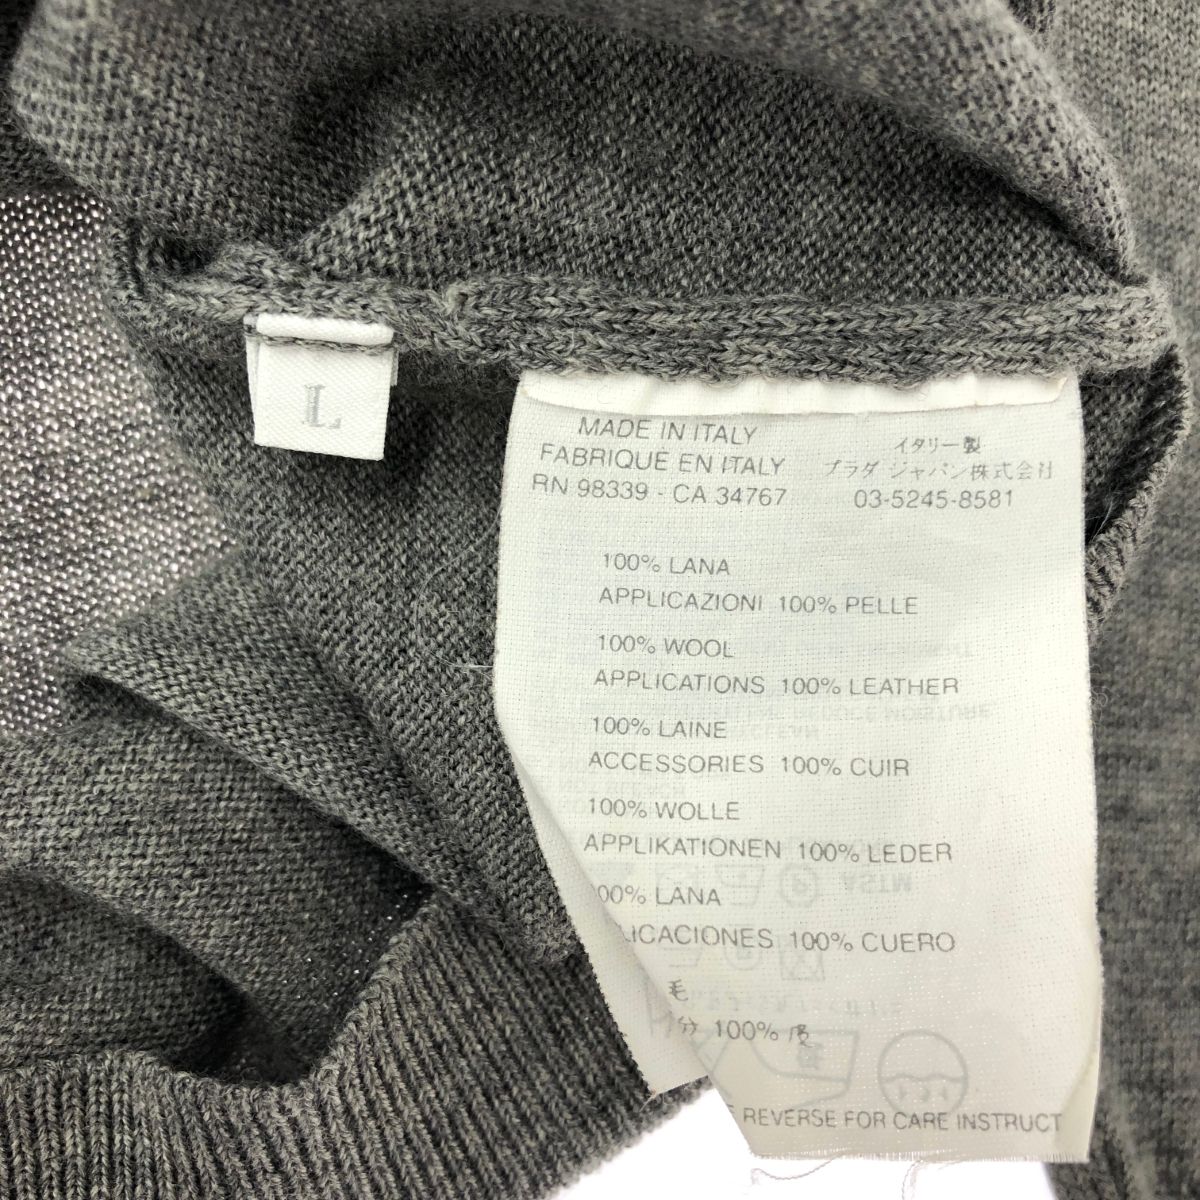 L
MADE IN ITALY
FABRIQUE EN ITALY
RN 98339 - CA 34767
イタリー製
プラダ ジャパン株式会社
03-5245-8581
100% LANA
APPLICAZIONI 100% PELLE
100% WOOL
APPLICATIONS 100% LEATHER
100% LAINE
ACCESSORIES 100% CUIR
100% WOLLE
APPLIKATIONEN 100% LEDER
00% LANA
LICACIONES 100% CUERO
毛
分 100% 皮
REVERSE FOR CARE INSTRUCT